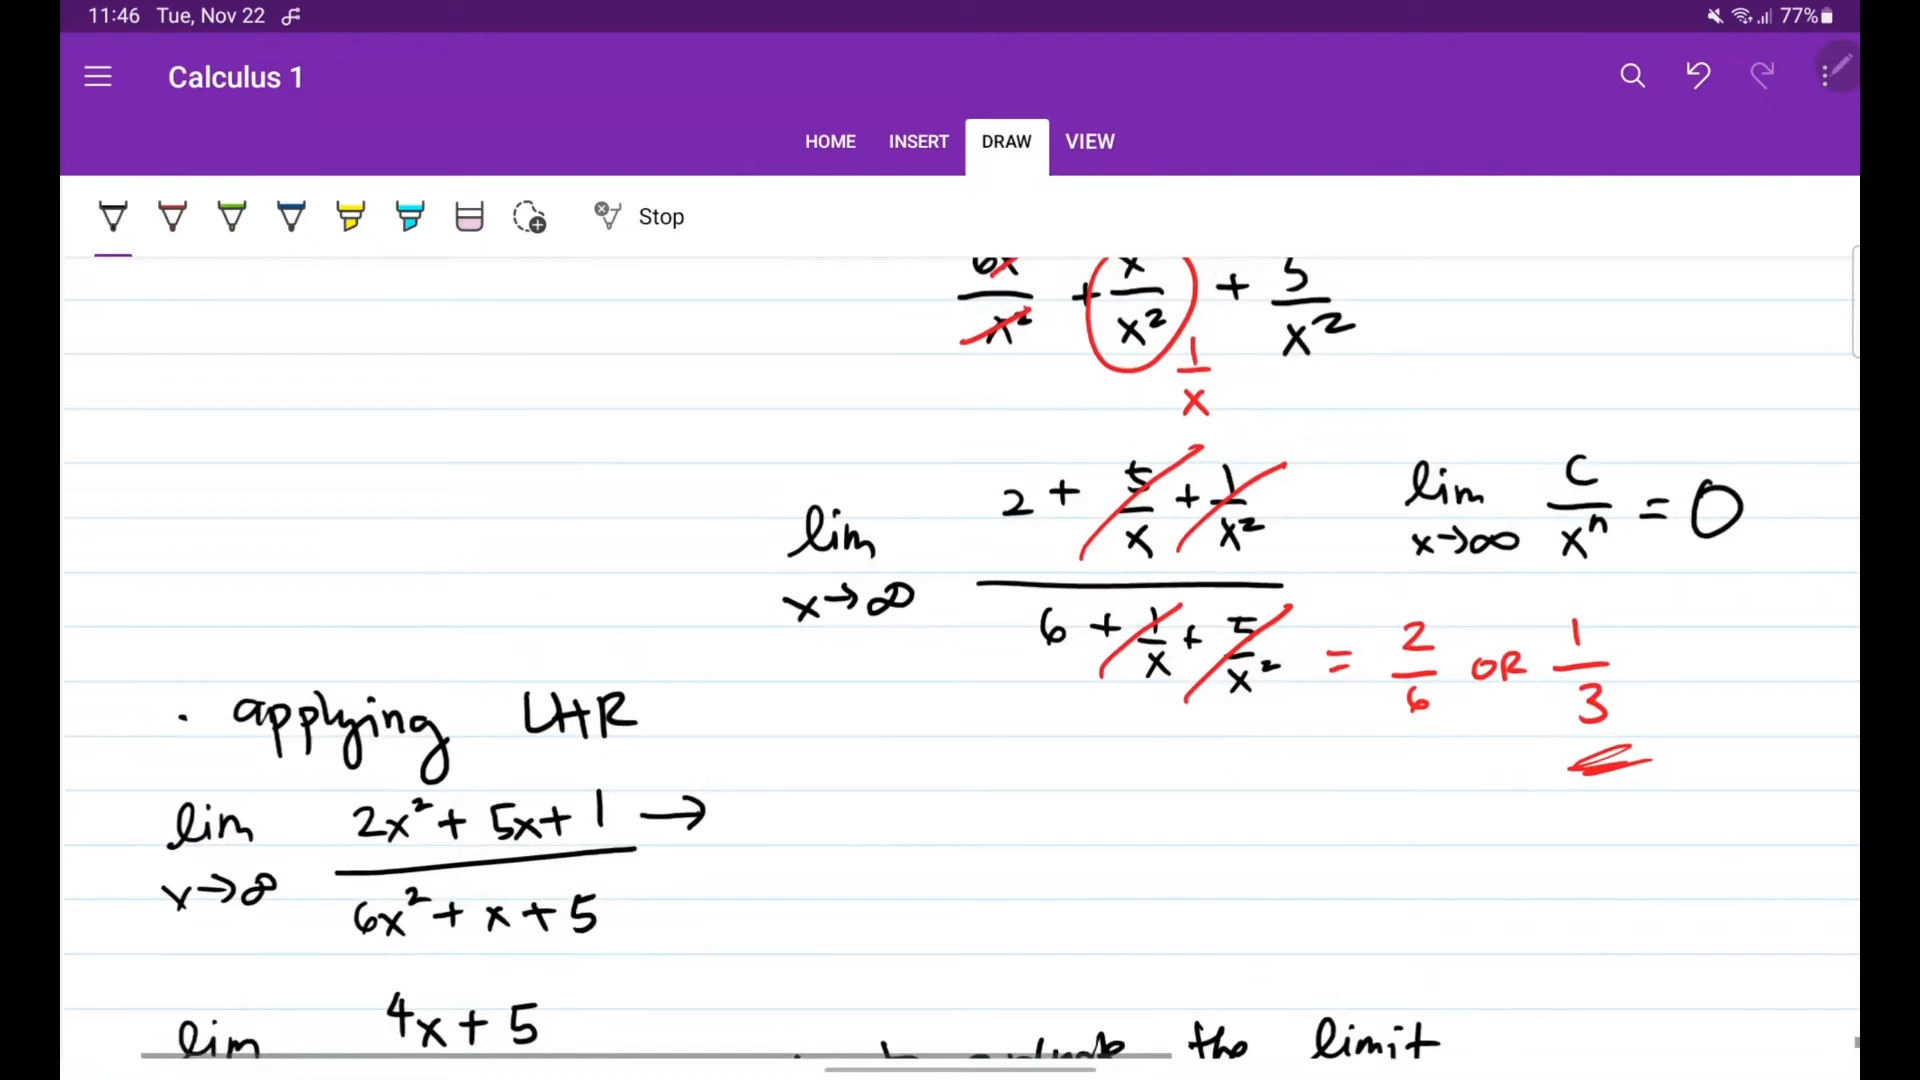 11:46 Tue, Nov 22 77%
Calculus 1
HOME INSERT DRAW VIEW
Stop
6x/x² + x/x² + 5/x²
1/x
lim x→∞ (2 + 5/x + 1/x²)/(6 + 1/x + 5/x²) = 2/6 OR 1/3
lim x→∞ C/xⁿ = 0
· applying LHR
lim x→∞ (2x² + 5x + 1)/(6x² + x + 5) →
lim 4x + 5
the limit